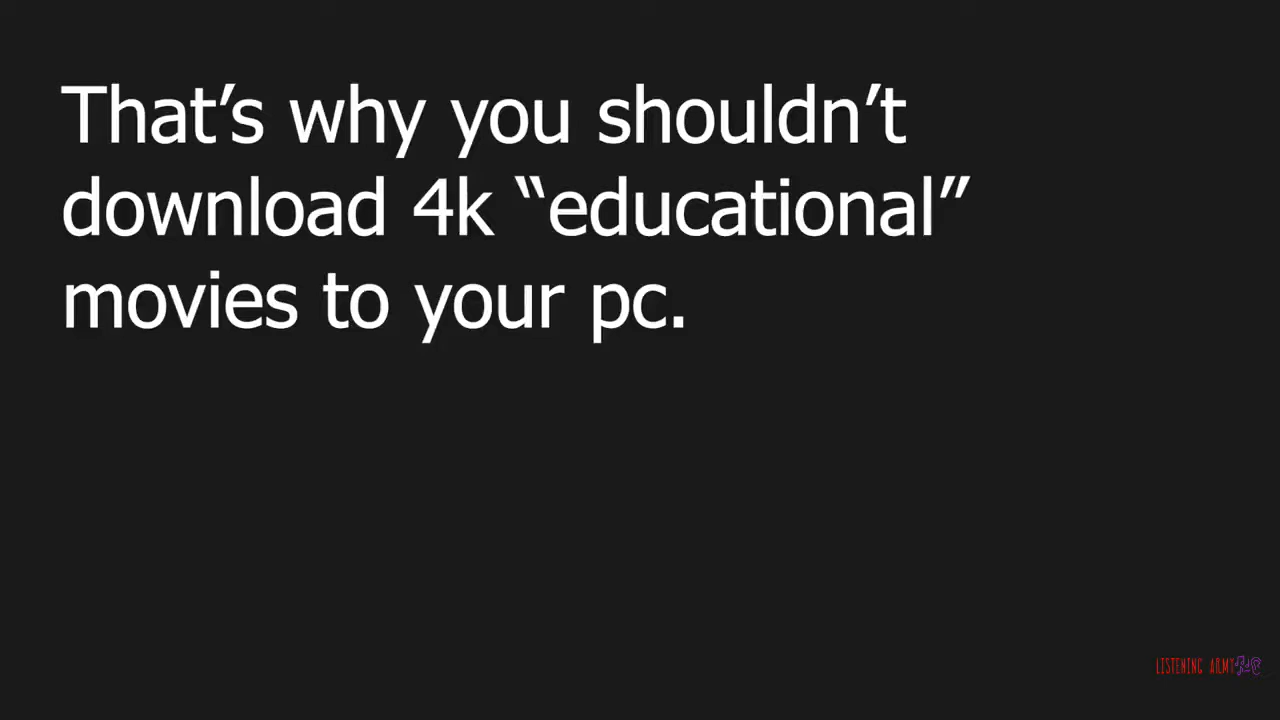 That’s why you shouldn’t
download 4k “educational”
movies to your pc.
LISTENING ARMY